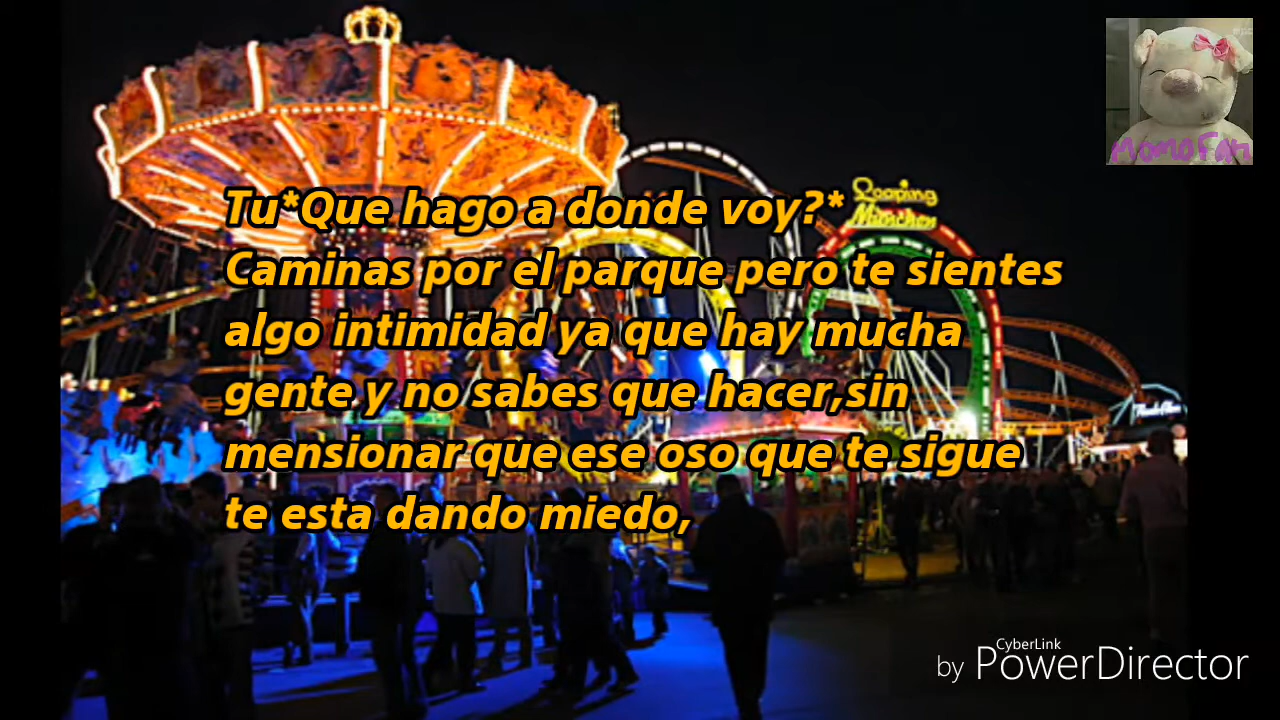 Looping
München
MomoFan
Tu*Que hago a donde voy?*
Caminas por el parque pero te sientes
algo intimidad ya que hay mucha
gente y no sabes que hacer,sin
mensionar que ese oso que te sigue
te esta dando miedo,
CyberLink
by PowerDirector